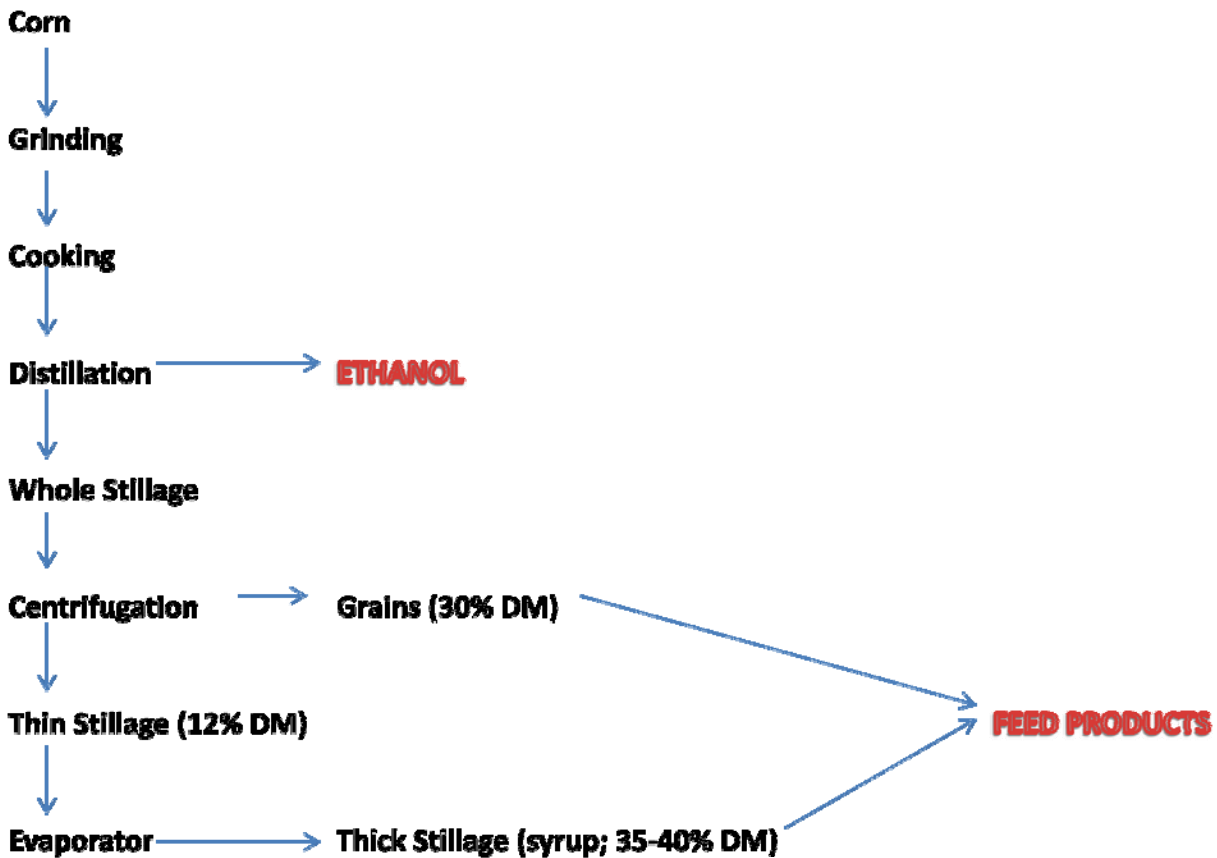 Corn
Grinding
Cooking
Distillation
ETHANOL
Whole Stillage
Centrifugation
Grains (30% DM)
Thin Stillage (12% DM)
FEED PRODUCTS
Evaporator
Thick Stillage (syrup; 35-40% DM)